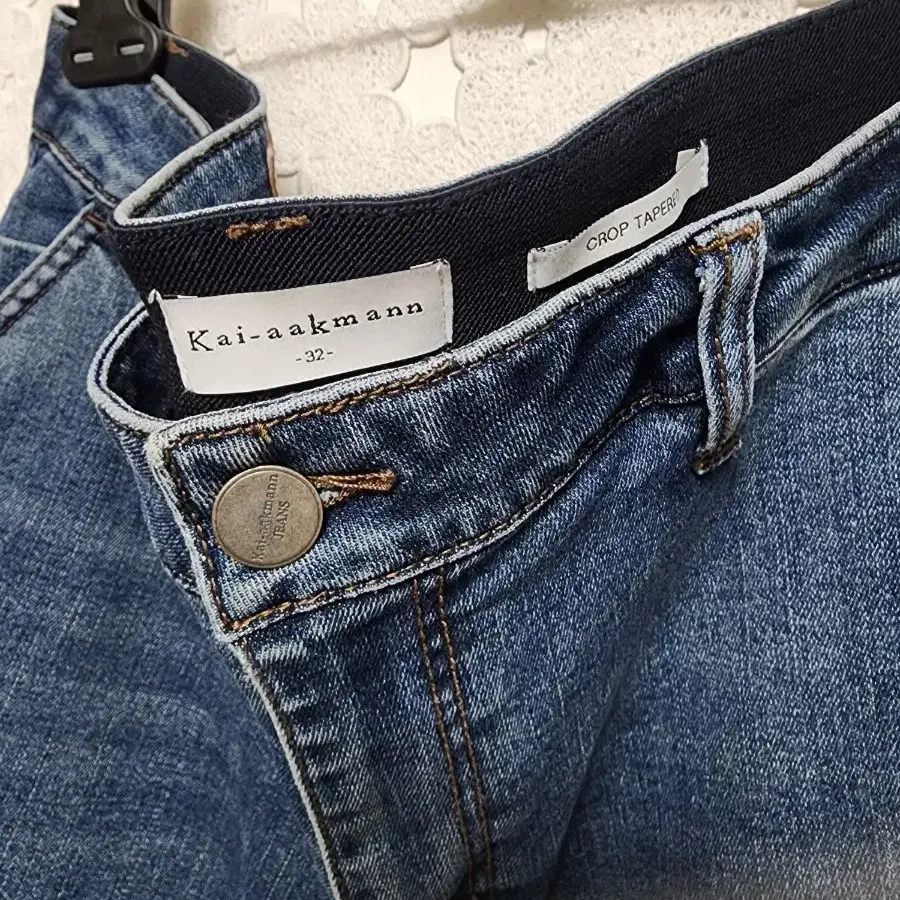 Kai-aakmann
-32-
CROP TAPERED
Kai-aakmann
JEANS